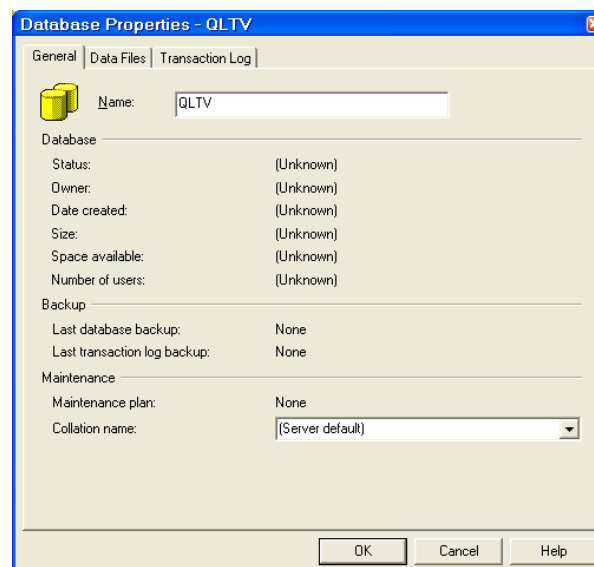 Database Properties - QLTV
General Data Files Transaction Log
Name: QLTV
Database
Status: (Unknown)
Owner: (Unknown)
Date created: (Unknown)
Size: (Unknown)
Space available: (Unknown)
Number of users: (Unknown)
Backup
Last database backup: None
Last transaction log backup: None
Maintenance
Maintenance plan: None
Collation name: (Server default)
OK Cancel Help